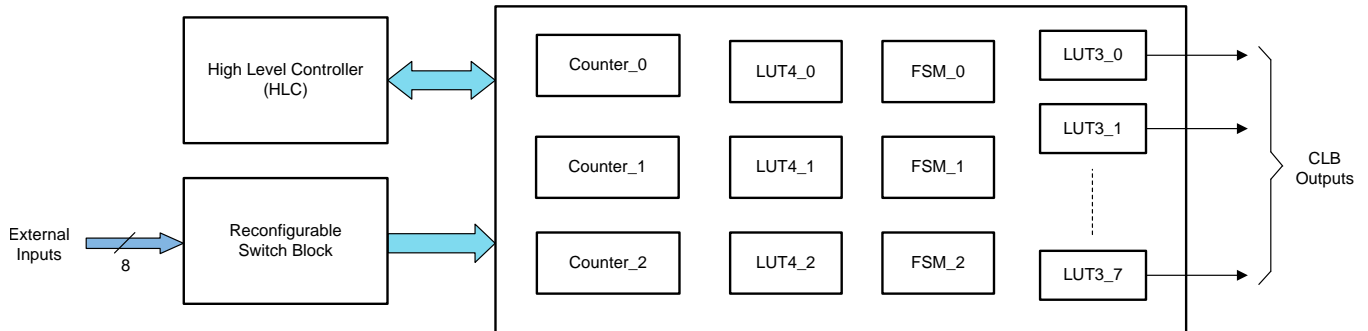 High Level Controller
(HLC)
Counter_0
LUT4_0
FSM_0
LUT3_0
LUT3_1
Counter_1
LUT4_1
FSM_1
CLB
Outputs
External
Inputs
8
Reconfigurable
Switch Block
Counter_2
LUT4_2
FSM_2
LUT3_7